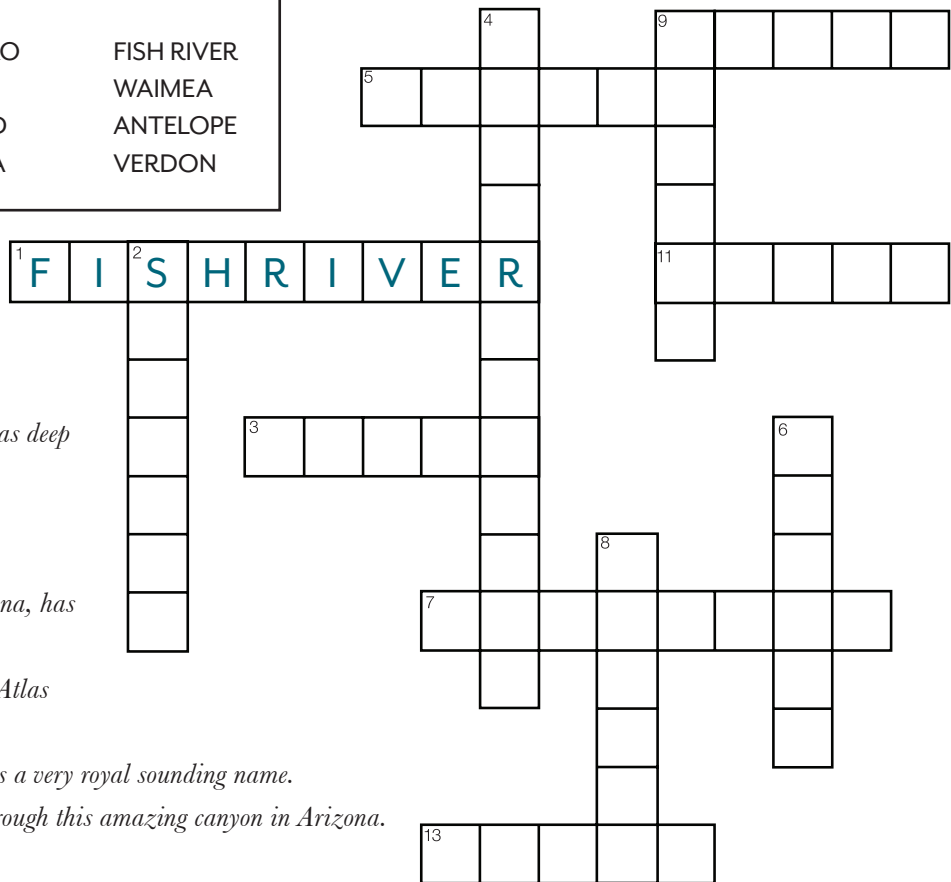 O FISH RIVER
WAIMEA
ANTELOPE
VERDON
4
9
5
1 F I 2 S H R I V E R
11
as deep
3
6
8
na, has
7
Atlas
s a very royal sounding name.
rough this amazing canyon in Arizona.
13